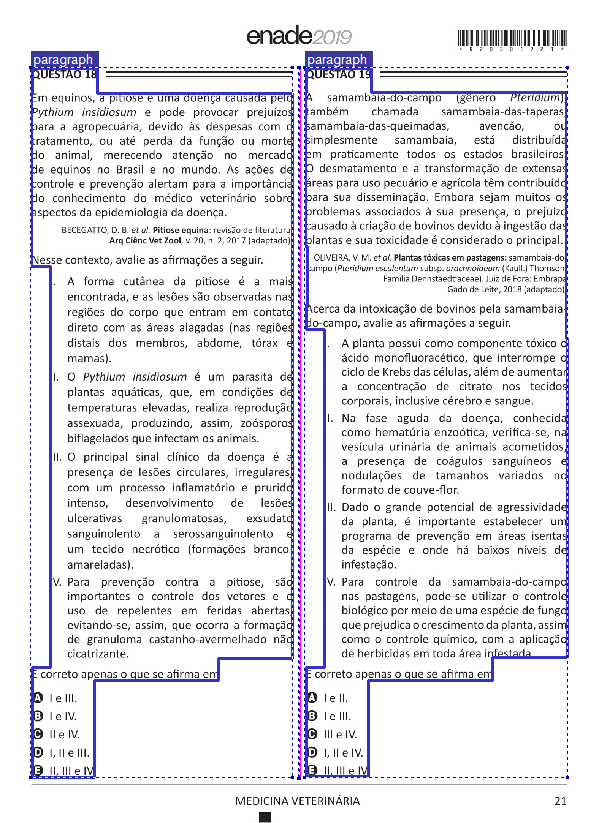 enade2019
paragraph
QUESTÃO 18
Em equinos, a pitiose é uma doença causada pelo
Pythium insidiosum e pode provocar prejuízos
para a agropecuária, devido às despesas com o
tratamento, ou até perda da função ou morte
do animal, merecendo atenção no mercado
de equinos no Brasil e no mundo. As ações de
controle e prevenção alertam para a importância
do conhecimento do médico veterinário sobre
aspectos da epidemiologia da doença.
BECEGATTO, D. B. et al. Pitiose equina: revisão de literatura.
Arq Ciênc Vet Zool, v. 20, n. 2, 2017 (adaptado).
Nesse contexto, avalie as afirmações a seguir.
I. A forma cutânea da pitiose é a mais
encontrada, e as lesões são observadas nas
regiões do corpo que entram em contato
direto com as áreas alagadas (nas regiões
distais dos membros, abdome, tórax e
mamas).
II. O Pythium insidiosum é um parasita de
plantas aquáticas, que, em condições de
temperaturas elevadas, realiza reprodução
assexuada, produzindo, assim, zoósporos
biflagelados que infectam os animais.
III. O principal sinal clínico da doença é a
presença de lesões circulares, irregulares,
com um processo inflamatório e prurido
intenso, desenvolvimento de lesões
ulcerativas granulomatosas, exsudato
sanguinolento a serossanguinolento e
um tecido necrótico (formações branco-
amareladas).
IV. Para prevenção contra a pitiose, são
importantes o controle dos vetores e o
uso de repelentes em feridas abertas,
evitando-se, assim, que ocorra a formação
de granuloma castanho-avermelhado não
cicatrizante.
É correto apenas o que se afirma em
A I e III.
B I e IV.
C II e IV.
D I, II e III.
E II, III e IV.
paragraph
QUESTÃO 19
A samambaia-do-campo (gênero Pteridium),
também chamada samambaia-das-taperas,
samambaia-das-queimadas, avencão, ou
simplesmente samambaia, está distribuída
em praticamente todos os estados brasileiros.
O desmatamento e a transformação de extensas
áreas para uso pecuário e agrícola têm contribuído
para sua disseminação. Embora sejam muitos os
problemas associados à sua presença, o prejuízo
causado à criação de bovinos devido à ingestão das
plantas e sua toxicidade é considerado o principal.
OLIVEIRA, V. M. et al. Plantas tóxicas em pastagens: samambaia-do-
campo (Pteridium esculentum subsp. arachnoideum (Kaulf.) Thomson,
Família Dennstaedtiaceae). Juiz de Fora: Embrapa
Gado de Leite, 2018 (adaptado).
Acerca da intoxicação de bovinos pela samambaia-
do-campo, avalie as afirmações a seguir.
I. A planta possui como componente tóxico o
ácido monofluoracético, que interrompe o
ciclo de Krebs das células, além de aumentar
a concentração de citrato nos tecidos
corporais, inclusive cérebro e sangue.
II. Na fase aguda da doença, conhecida
como hematúria enzoótica, verifica-se, na
vesícula urinária de animais acometidos,
a presença de coágulos sanguíneos e
nodulações de tamanhos variados no
formato de couve-flor.
III. Dado o grande potencial de agressividade
da planta, é importante estabelecer um
programa de prevenção em áreas isentas
da espécie e onde há baixos níveis de
infestação.
IV. Para controle da samambaia-do-campo
nas pastagens, pode-se utilizar o controle
biológico por meio de uma espécie de fungo
que prejudica o crescimento da planta, assim
como o controle químico, com a aplicação
de herbicidas em toda área infestada.
É correto apenas o que se afirma em
A I e II.
B I e III.
C III e IV.
D I, II e IV.
E II, III e IV.
MEDICINA VETERINÁRIA 21